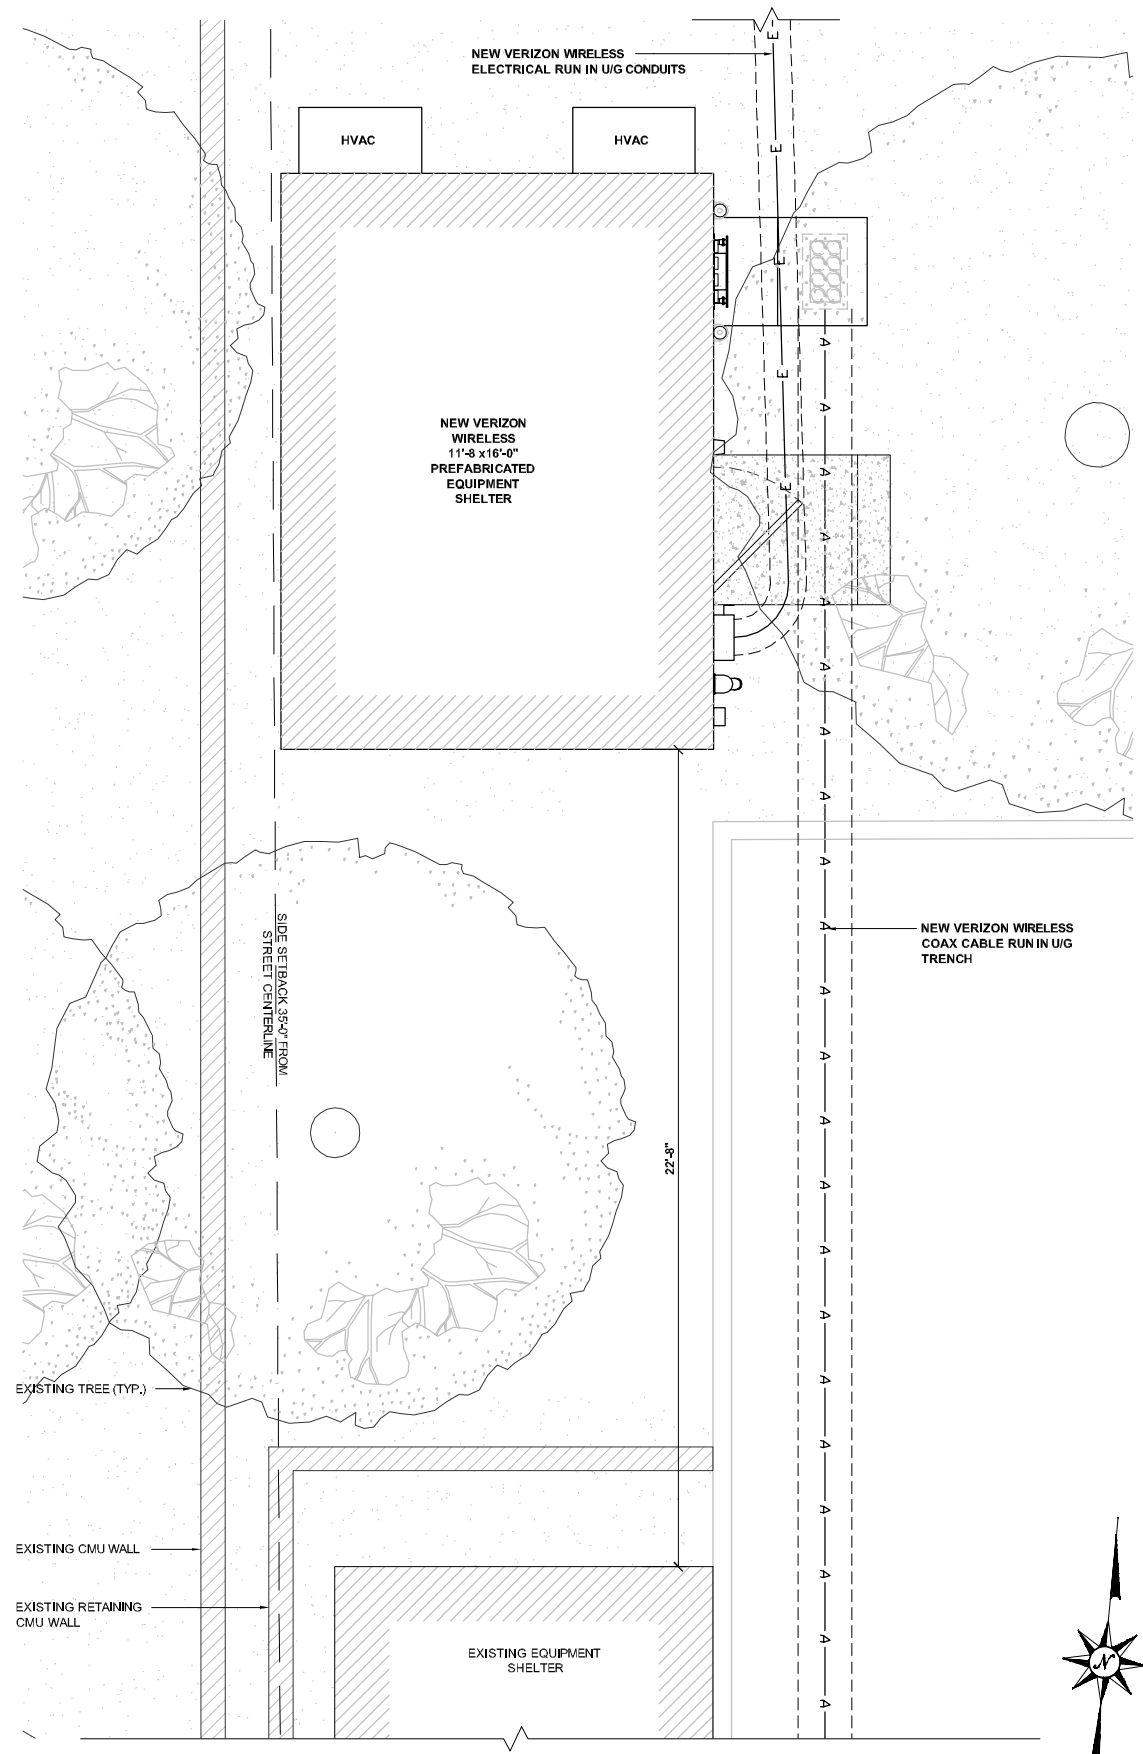 NEW VERIZON WIRELESS
ELECTRICAL RUN IN U/G CONDUITS
E
HVAC
HVAC
E
E
A
E
A
NEW VERIZON
WIRELESS
11'-8 x16'-0"
PREFABRICATED
EQUIPMENT
SHELTER
A
E
A
A
A
A
A
A
SIDE SETBACK 35'-0" FROM
STREET CENTERLINE
A
NEW VERIZON WIRELESS
COAX CABLE RUN IN U/G
TRENCH
A
A
A
22'-8"
A
A
A
EXISTING TREE (TYP.)
A
A
A
EXISTING CMU WALL
A
EXISTING RETAINING
CMU WALL
A
EXISTING EQUIPMENT
SHELTER
N
A